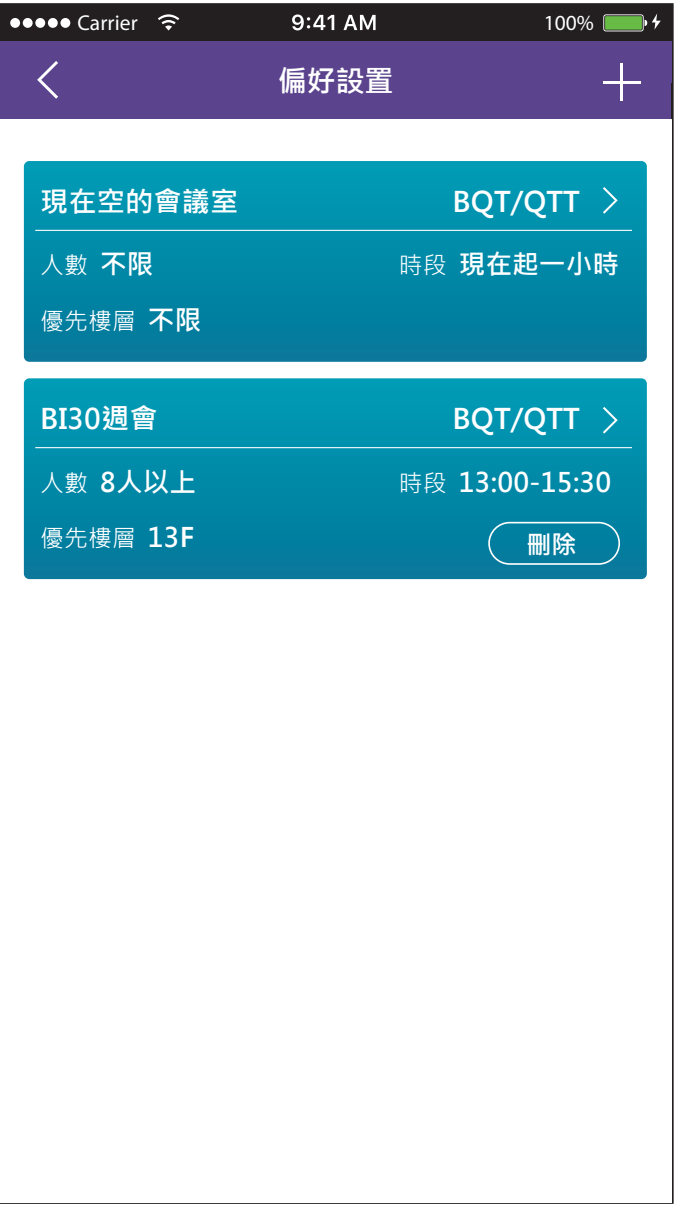 Carrier 9:41 AM 100%
偏好設置
現在空的會議室 BQT/QTT
人數 不限 時段 現在起一小時
優先樓層 不限
BI30週會 BQT/QTT
人數 8人以上 時段 13:00-15:30
優先樓層 13F 刪除